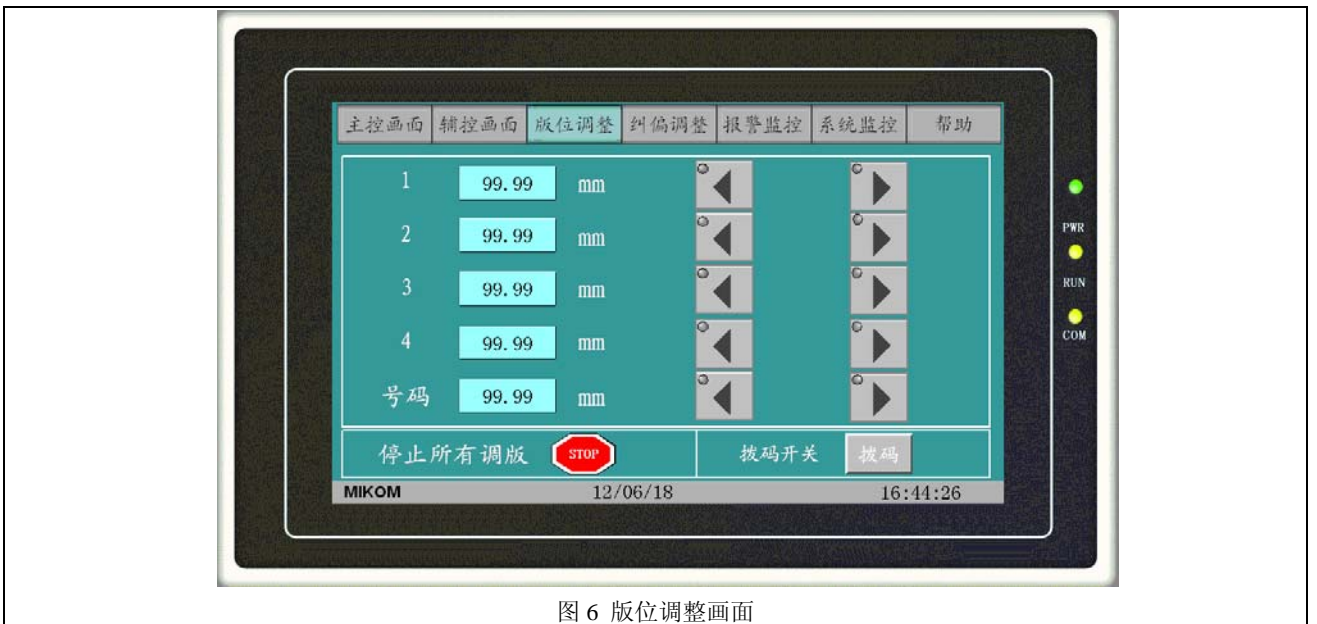 主控画面 辅控画面 版位调整 纠偏调整 报警监控 系统监控 帮助
1 99.99 mm
2 99.99 mm
3 99.99 mm
4 99.99 mm
号码 99.99 mm
停止所有调版 STOP 拨码开关 拨码
MIKOM 12/06/18 16:44:26
PWR
RUN
COM
图 6 版位调整画面